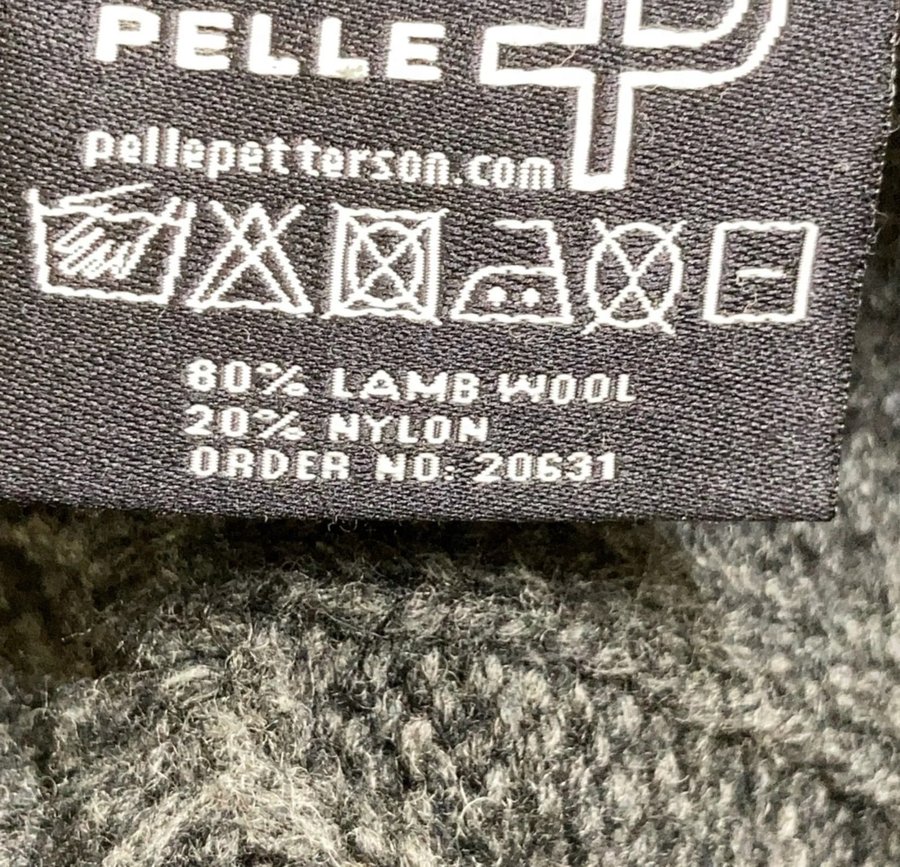 PELLE P
pellepetterson.com
80% LAMB WOOL
20% NYLON
ORDER NO: 20631